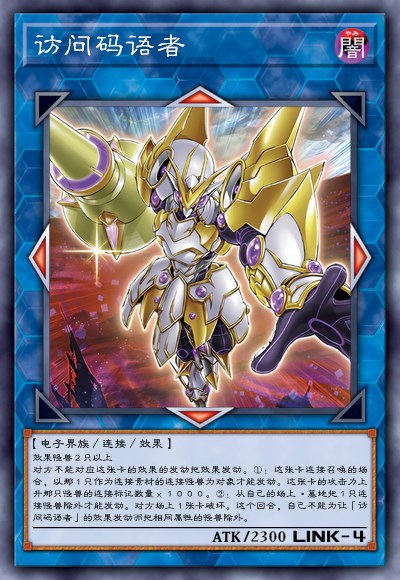 访问码语者
やみ
闇
【电子界族／连接／效果】
效果怪兽２只以上
对方不能对应这张卡的效果的发动把效果发动。①：这张卡连接召唤的场
合，以那１只作为连接素材的连接怪兽为对象才能发动。这张卡的攻击力上
升那只怪兽的连接标记数量×１０００。②：从自己的场上・墓地把１只连
接怪兽除外才能发动。对方场上１张卡破坏。这个回合，自己不能为让「访
问码语者」的效果发动而把相同属性的怪兽除外。
ATK/2300 LINK-4